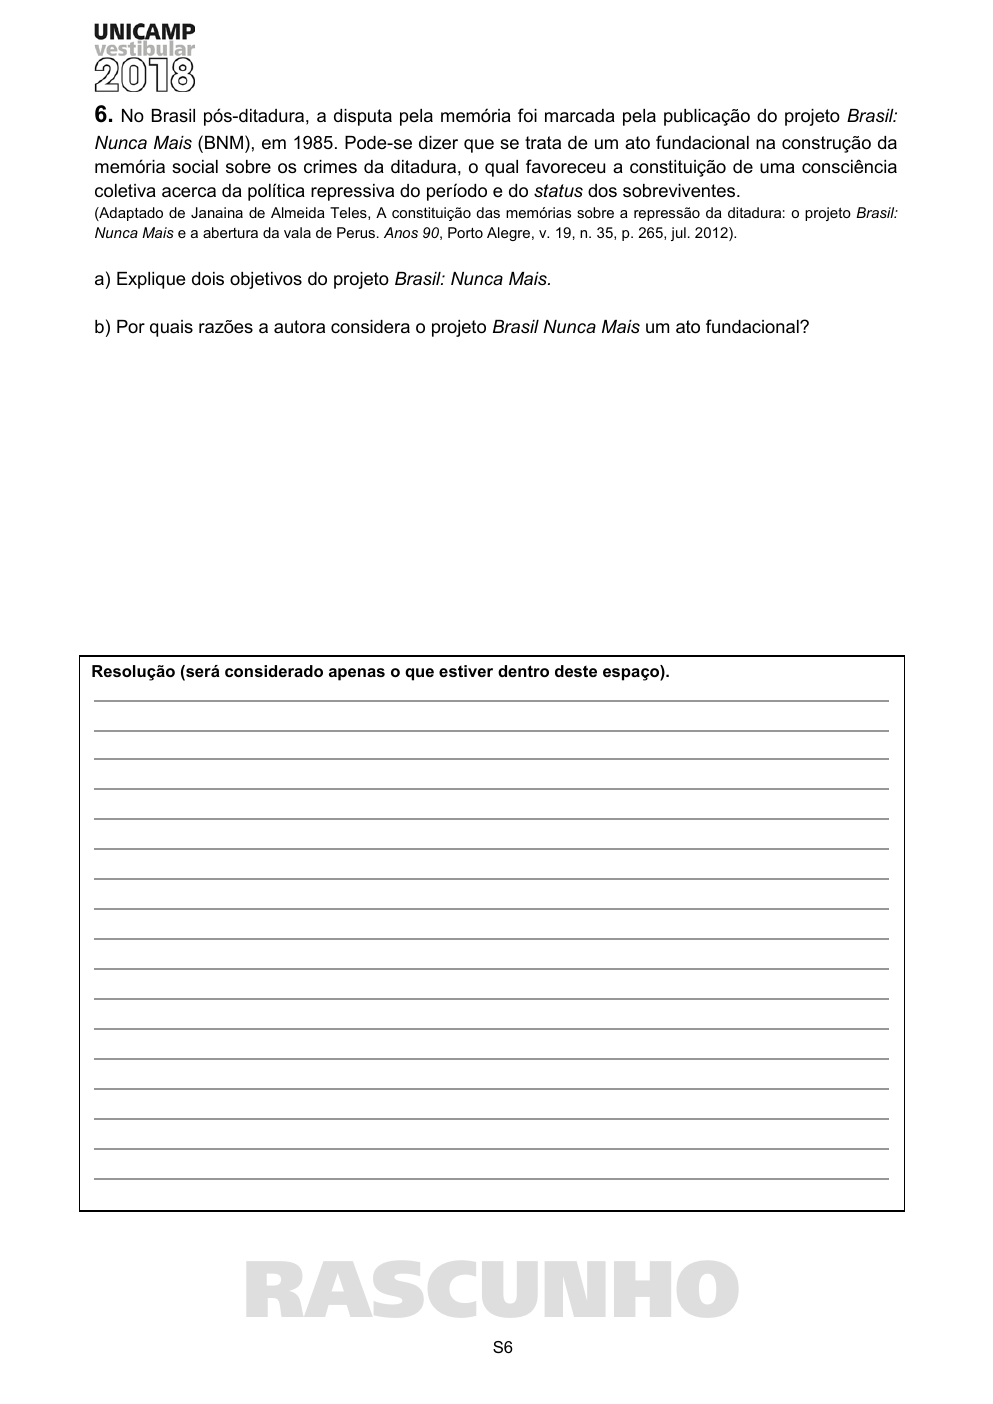 UNICAMP
vestibular
2018
6. No Brasil pós-ditadura, a disputa pela memória foi marcada pela publicação do projeto Brasil:
Nunca Mais (BNM), em 1985. Pode-se dizer que se trata de um ato fundacional na construção da
memória social sobre os crimes da ditadura, o qual favoreceu a constituição de uma consciência
coletiva acerca da política repressiva do período e do status dos sobreviventes.
(Adaptado de Janaina de Almeida Teles, A constituição das memórias sobre a repressão da ditadura: o projeto Brasil:
Nunca Mais e a abertura da vala de Perus. Anos 90, Porto Alegre, v. 19, n. 35, p. 265, jul. 2012).
a) Explique dois objetivos do projeto Brasil: Nunca Mais.
b) Por quais razões a autora considera o projeto Brasil Nunca Mais um ato fundacional?
Resolução (será considerado apenas o que estiver dentro deste espaço).
RASCUNHO
S6